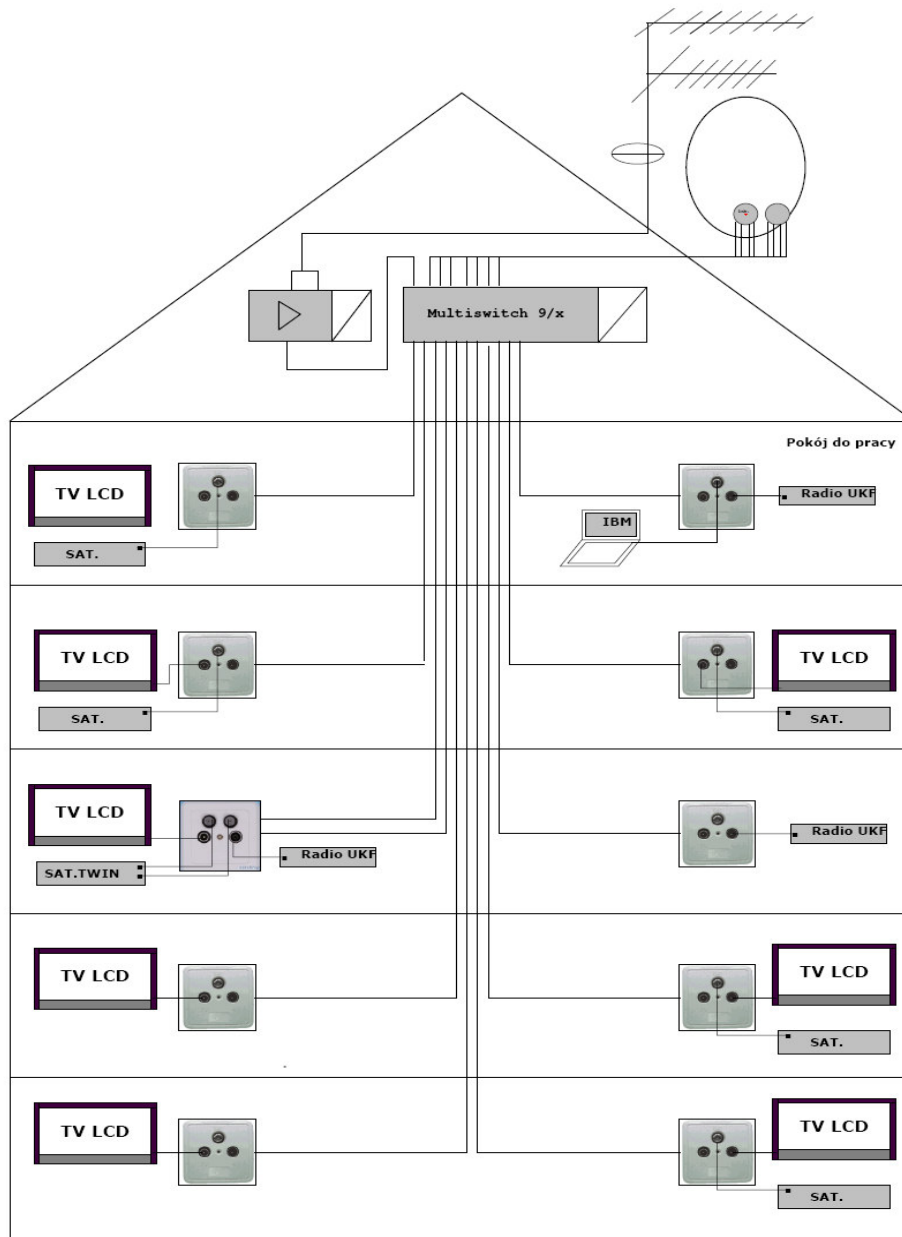 Multiswitch 9/x
Pokój do pracy
TV LCD
SAT.
IBM
Radio UKF
TV LCD
SAT.
TV LCD
SAT.
TV LCD
SAT.TWIN
Radio UKF
Radio UKF
TV LCD
TV LCD
SAT.
TV LCD
TV LCD
SAT.